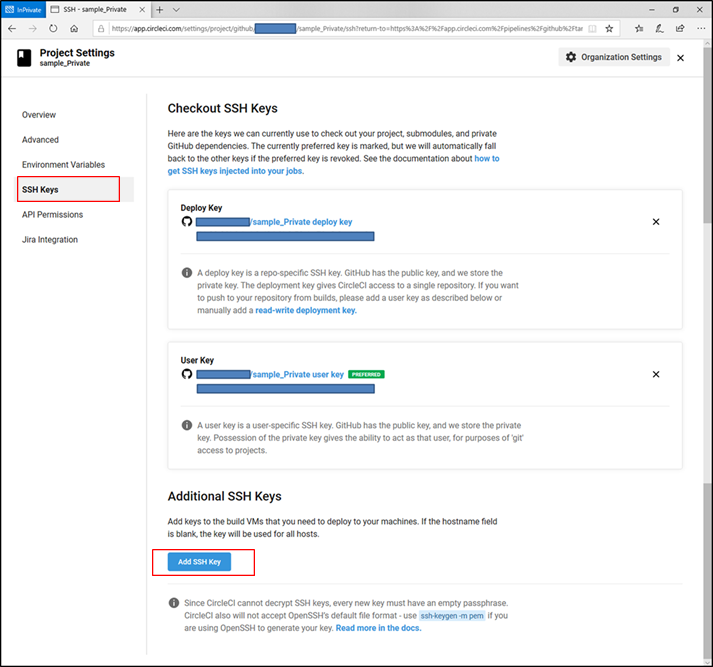 InPrivate
SSH - sample_Private
https://app.circleci.com/settings/project/github, /sample_Private/ssh?return-to=https%3A%2F%2Fapp.circleci.com%2Fpipelines%2Fgithub%2F
Project Settings
sample_Private
Organization Settings
Overview
Advanced
Environment Variables
SSH Keys
API Permissions
Jira Integration
Checkout SSH Keys
Here are the keys we can currently use to check out your project, submodules, and private
GitHub dependencies. The currently preferred key is marked, but we will automatically fall
back to the other keys if the preferred key is revoked. See the documentation about how to
get SSH keys injected into your jobs.
Deploy Key
/sample_Private deploy key
A deploy key is a repo-specific SSH key. GitHub has the public key, and we store the
private key. The deployment key gives CircleCI access to a single repository. If you want
to push to your repository from builds, please add a user key as described below or
manually add a read-write deployment key.
User Key
/sample_Private user key PREFERRED
A user key is a user-specific SSH key. GitHub has the public key, and we store the private
key. Possession of the private key gives the ability to act as that user, for purposes of 'git'
access to projects.
Additional SSH Keys
Add keys to the build VMs that you need to deploy to your machines. If the hostname field
is blank, the key will be used for all hosts.
Add SSH Key
Since CircleCI cannot decrypt SSH keys, every new key must have an empty passphrase.
CircleCI also will not accept OpenSSH's default file format - use ssh-keygen -m pem if you
are using OpenSSH to generate your key. Read more in the docs.